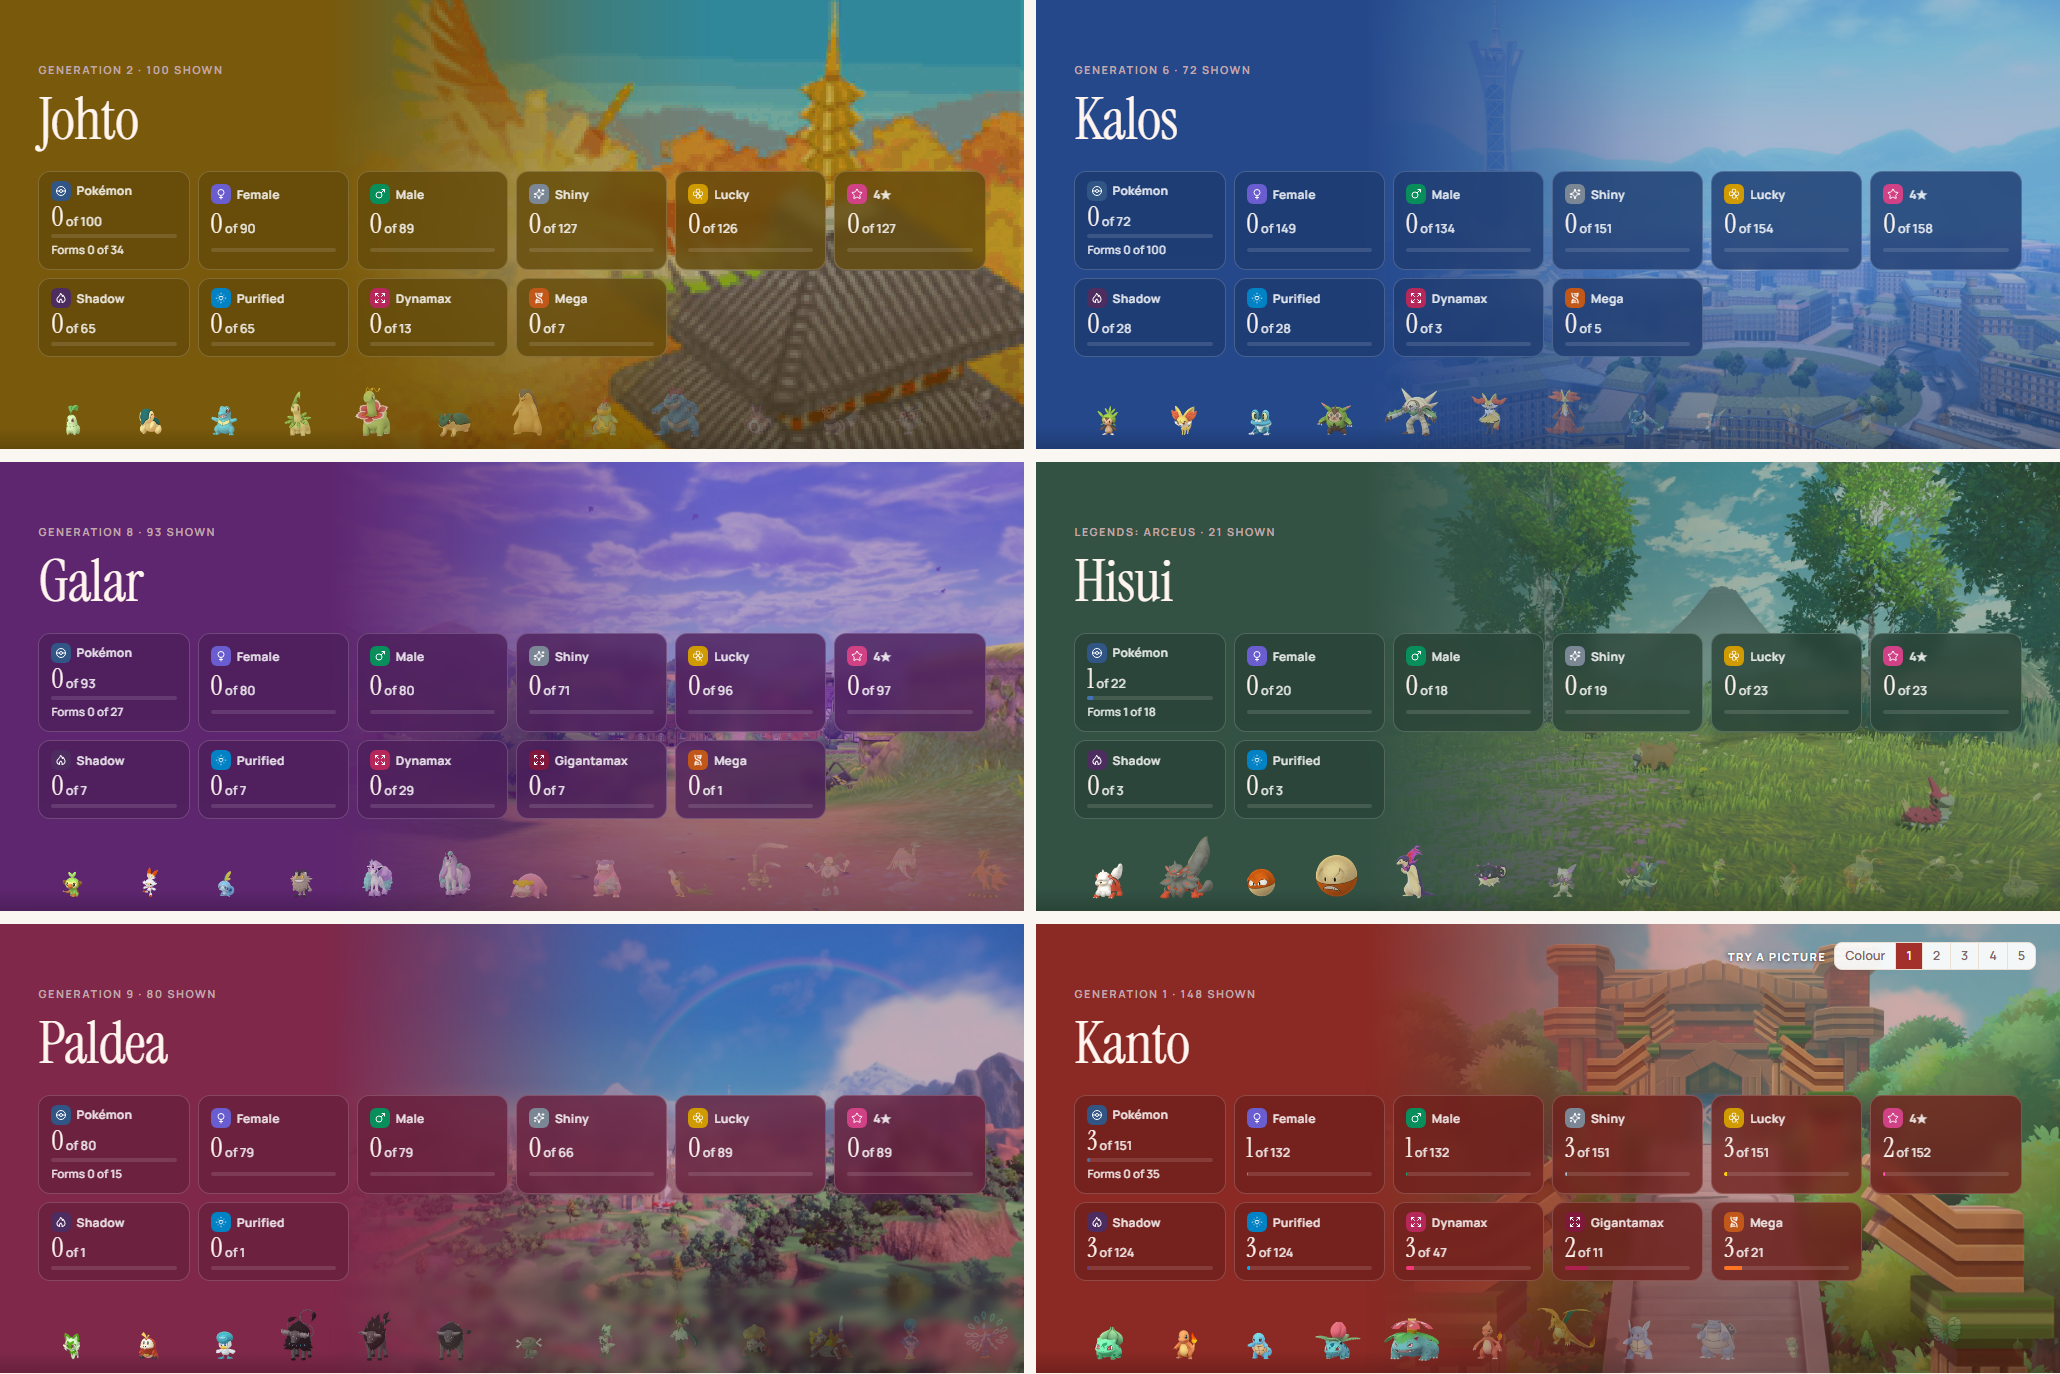 GENERATION 2 · 100 SHOWN
Johto
Pokémon
0 of 100
Forms 0 of 34
Female
0 of 90
Male
0 of 89
Shiny
0 of 127
Lucky
0 of 126
4★
0 of 127
Shadow
0 of 65
Purified
0 of 65
Dynamax
0 of 13
Mega
0 of 7
GENERATION 6 · 72 SHOWN
Kalos
Pokémon
0 of 72
Forms 0 of 100
Female
0 of 149
Male
0 of 134
Shiny
0 of 151
Lucky
0 of 154
4★
0 of 158
Shadow
0 of 28
Purified
0 of 28
Dynamax
0 of 3
Mega
0 of 5
GENERATION 8 · 93 SHOWN
Galar
Pokémon
0 of 93
Forms 0 of 27
Female
0 of 80
Male
0 of 80
Shiny
0 of 71
Lucky
0 of 96
4★
0 of 97
Shadow
0 of 7
Purified
0 of 7
Dynamax
0 of 29
Gigantamax
0 of 7
Mega
0 of 1
LEGENDS: ARCEUS · 21 SHOWN
Hisui
Pokémon
1 of 22
Forms 1 of 18
Female
0 of 20
Male
0 of 18
Shiny
0 of 19
Lucky
0 of 23
4★
0 of 23
Shadow
0 of 3
Purified
0 of 3
GENERATION 9 · 80 SHOWN
Paldea
Pokémon
0 of 80
Forms 0 of 15
Female
0 of 79
Male
0 of 79
Shiny
0 of 66
Lucky
0 of 89
4★
0 of 89
Shadow
0 of 1
Purified
0 of 1
TRY A PICTURE Colour 1 2 3 4 5
GENERATION 1 · 148 SHOWN
Kanto
Pokémon
3 of 151
Forms 0 of 35
Female
1 of 132
Male
1 of 132
Shiny
3 of 151
Lucky
3 of 151
4★
2 of 152
Shadow
3 of 124
Purified
3 of 124
Dynamax
3 of 47
Gigantamax
2 of 11
Mega
3 of 21